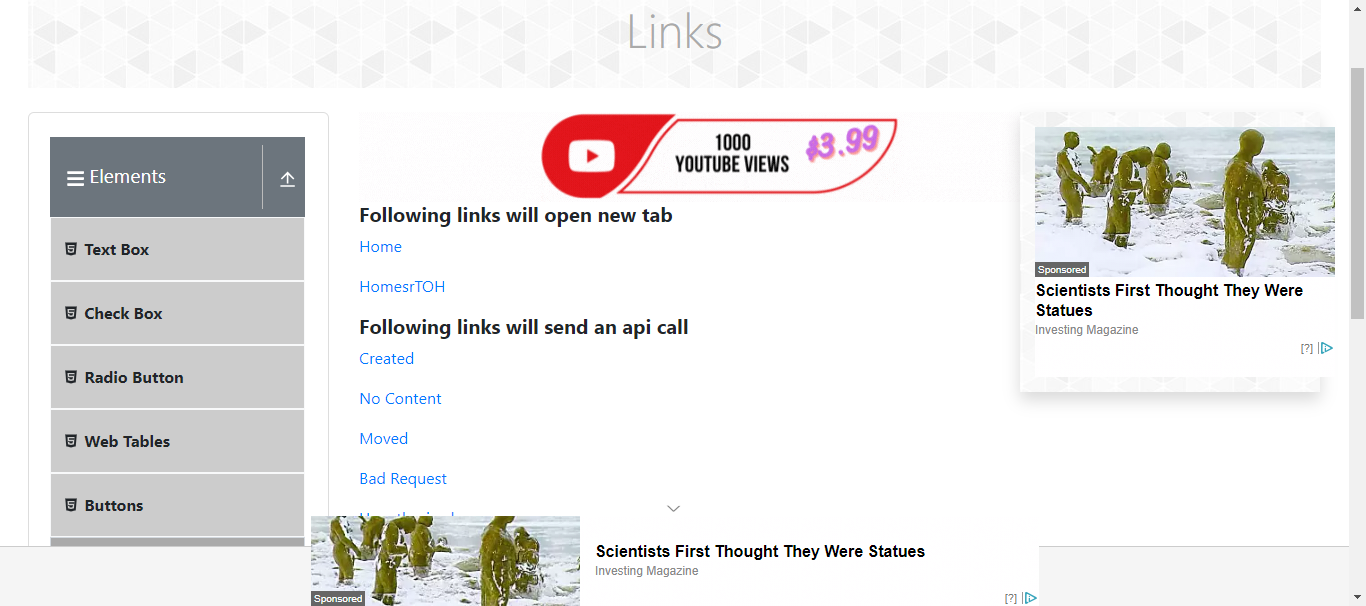 Links
Elements
Text Box
Check Box
Radio Button
Web Tables
Buttons
1000
YOUTUBE VIEWS
$3.99
Following links will open new tab
Home
HomesrTOH
Following links will send an api call
Created
No Content
Moved
Bad Request
Sponsored
Scientists First Thought They Were
Statues
Investing Magazine
[?]
Sponsored
Scientists First Thought They Were Statues
Investing Magazine
[?]